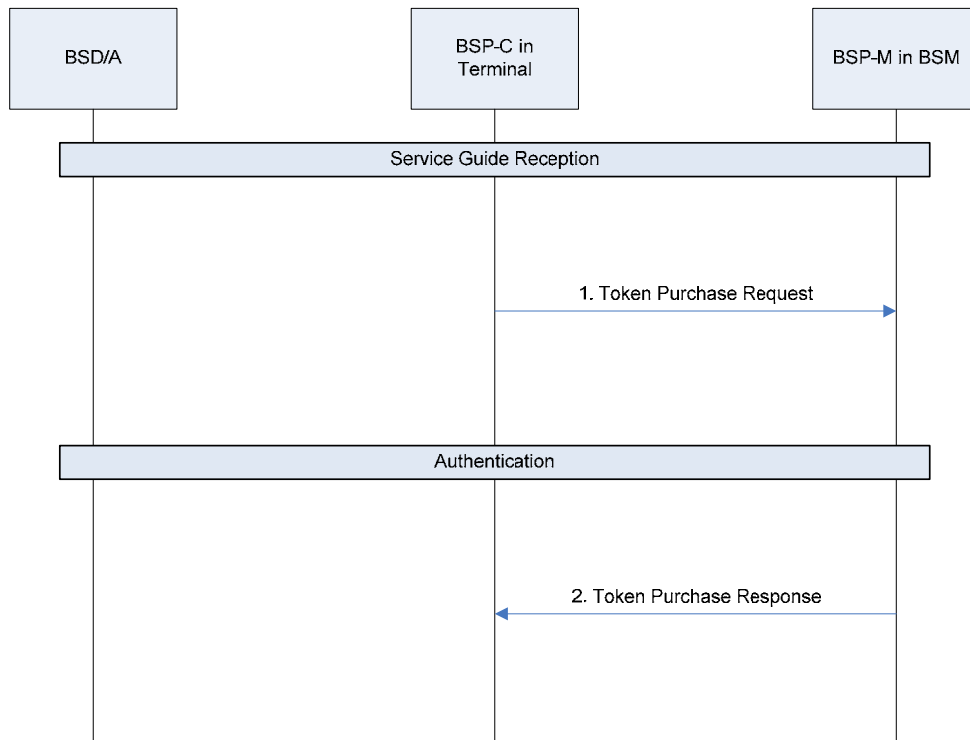 BSD/A
BSP-C in
Terminal
BSP-M in BSM
Service Guide Reception
1. Token Purchase Request
Authentication
2. Token Purchase Response